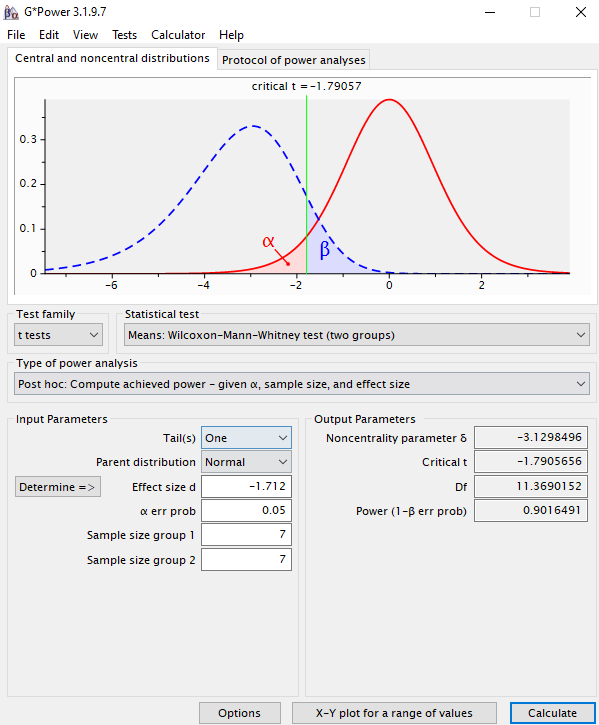 G*Power 3.1.9.7
File Edit View Tests Calculator Help
Central and noncentral distributions Protocol of power analyses
critical t = -1.79057
0.3
0.2
0.1
0
α
β
-6 -4 -2 0 2
Test family Statistical test
t tests Means: Wilcoxon-Mann-Whitney test (two groups)
Type of power analysis
Post hoc: Compute achieved power - given α, sample size, and effect size
Input Parameters Output Parameters
Tail(s) One Noncentrality parameter δ -3.1298496
Parent distribution Normal Critical t -1.7905656
Determine => Effect size d -1.712 Df 11.3690152
α err prob 0.05 Power (1-β err prob) 0.9016491
Sample size group 1 7
Sample size group 2 7
Options X-Y plot for a range of values Calculate